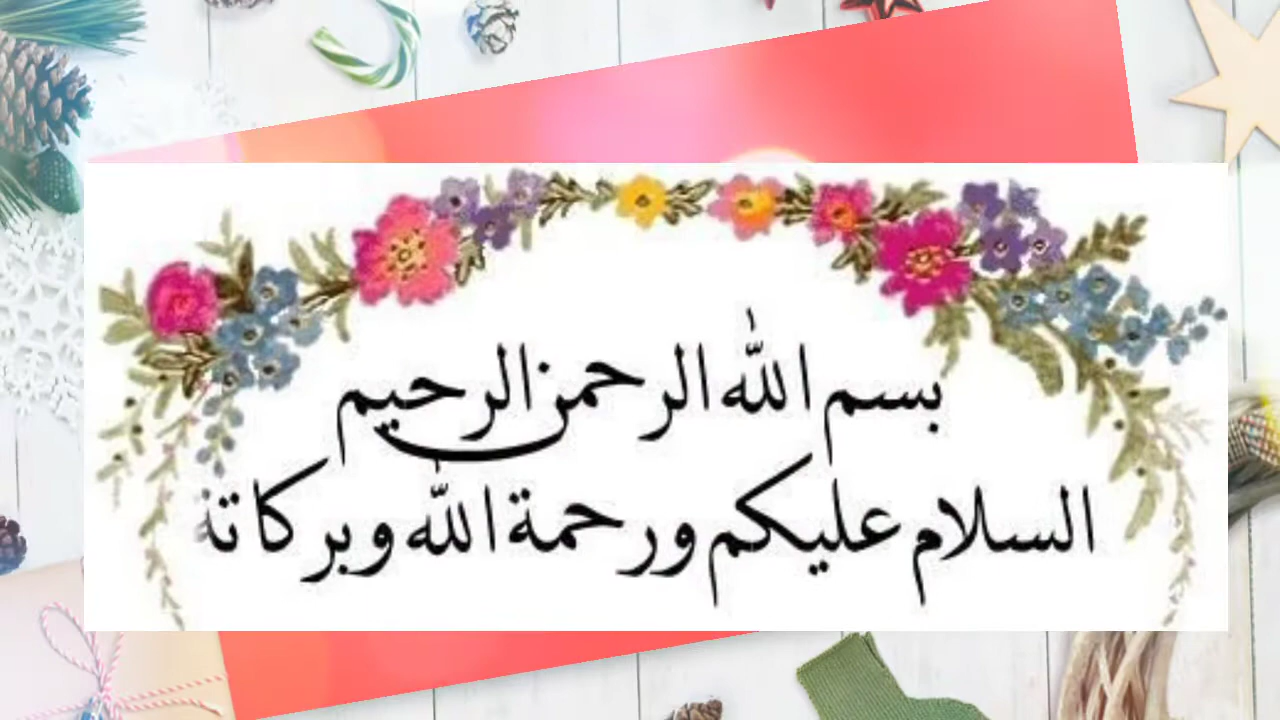 بسم الله الرحمن الرحيم
السلام عليكم ورحمة الله وبركاته